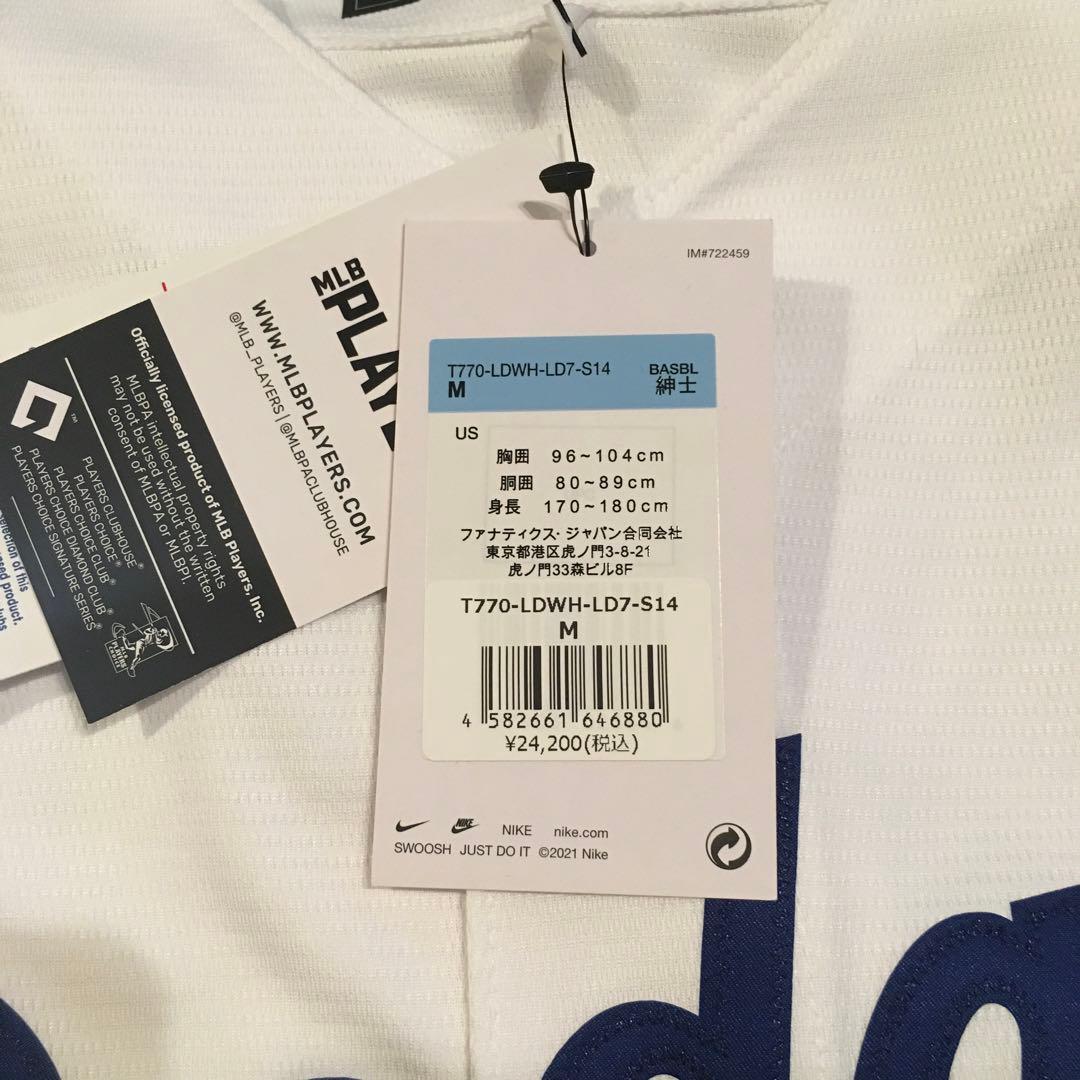 IM#722459
T770-LDWH-LD7-S14 BASBL
M 紳士
US
胸囲 96~104cm
胴囲 80~89cm
身長 170~180cm
ファナティクス・ジャパン合同会社
東京都港区虎ノ門3-8-21
虎ノ門33森ビル8F
T770-LDWH-LD7-S14
M
4 582661 646880
¥24,200(税込)
NIKE nike.com
SWOOSH JUST DO IT ©2021 Nike
MLB
WWW.MLBPLAYERS.COM
@MLB_PLAYERS | @MLBPACLUBHOUSE
Officially licensed product of MLB Players, Inc.
MLBPA intellectual property rights
may not be used without the written
consent of MLBPA or MLBPI.
PLAYERS CLUBHOUSE®
PLAYERS CHOICE®
PLAYERS CHOICE CLUB®
PLAYERS CHOICE DIAMOND CLUB®
PLAYERS CHOICE SIGNATURE SERIES®
of this
product.